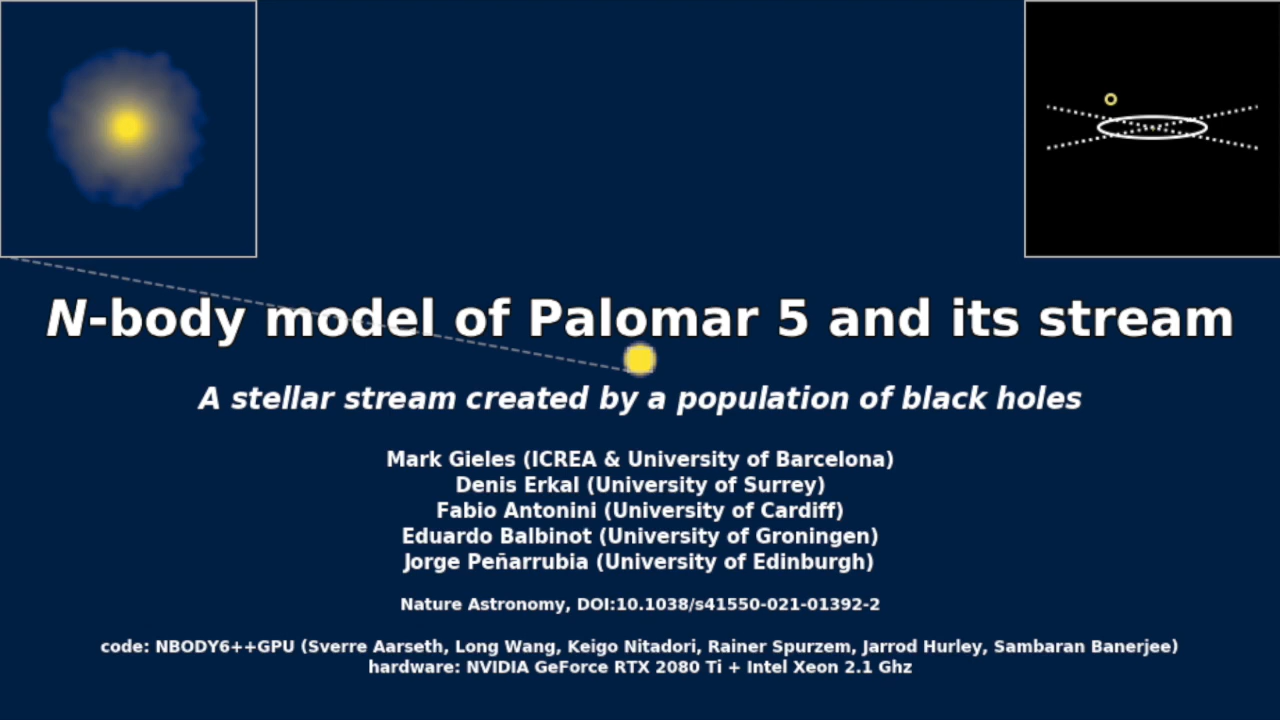 N-body model of Palomar 5 and its stream
A stellar stream created by a population of black holes
Mark Gieles (ICREA & University of Barcelona)
Denis Erkal (University of Surrey)
Fabio Antonini (University of Cardiff)
Eduardo Balbinot (University of Groningen)
Jorge Peñarrubia (University of Edinburgh)
Nature Astronomy, DOI:10.1038/s41550-021-01392-2
code: NBODY6++GPU (Sverre Aarseth, Long Wang, Keigo Nitadori, Rainer Spurzem, Jarrod Hurley, Sambaran Banerjee)
hardware: NVIDIA GeForce RTX 2080 Ti + Intel Xeon 2.1 Ghz